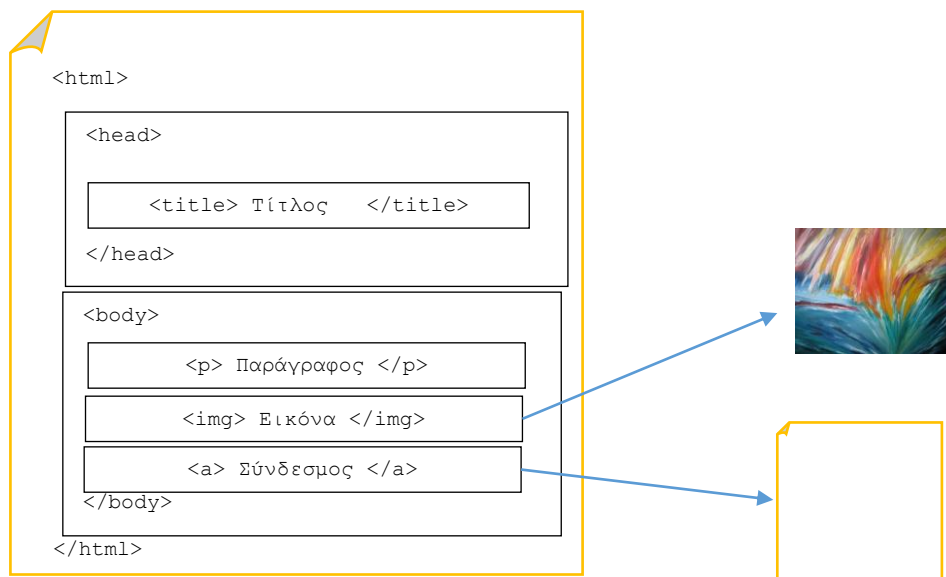 <html>
<head>
<title> Τίτλος </title>
</head>
<body>
<p> Παράγραφος </p>
<img> Εικόνα </img>
<a> Σύνδεσμος </a>
</body>
</html>